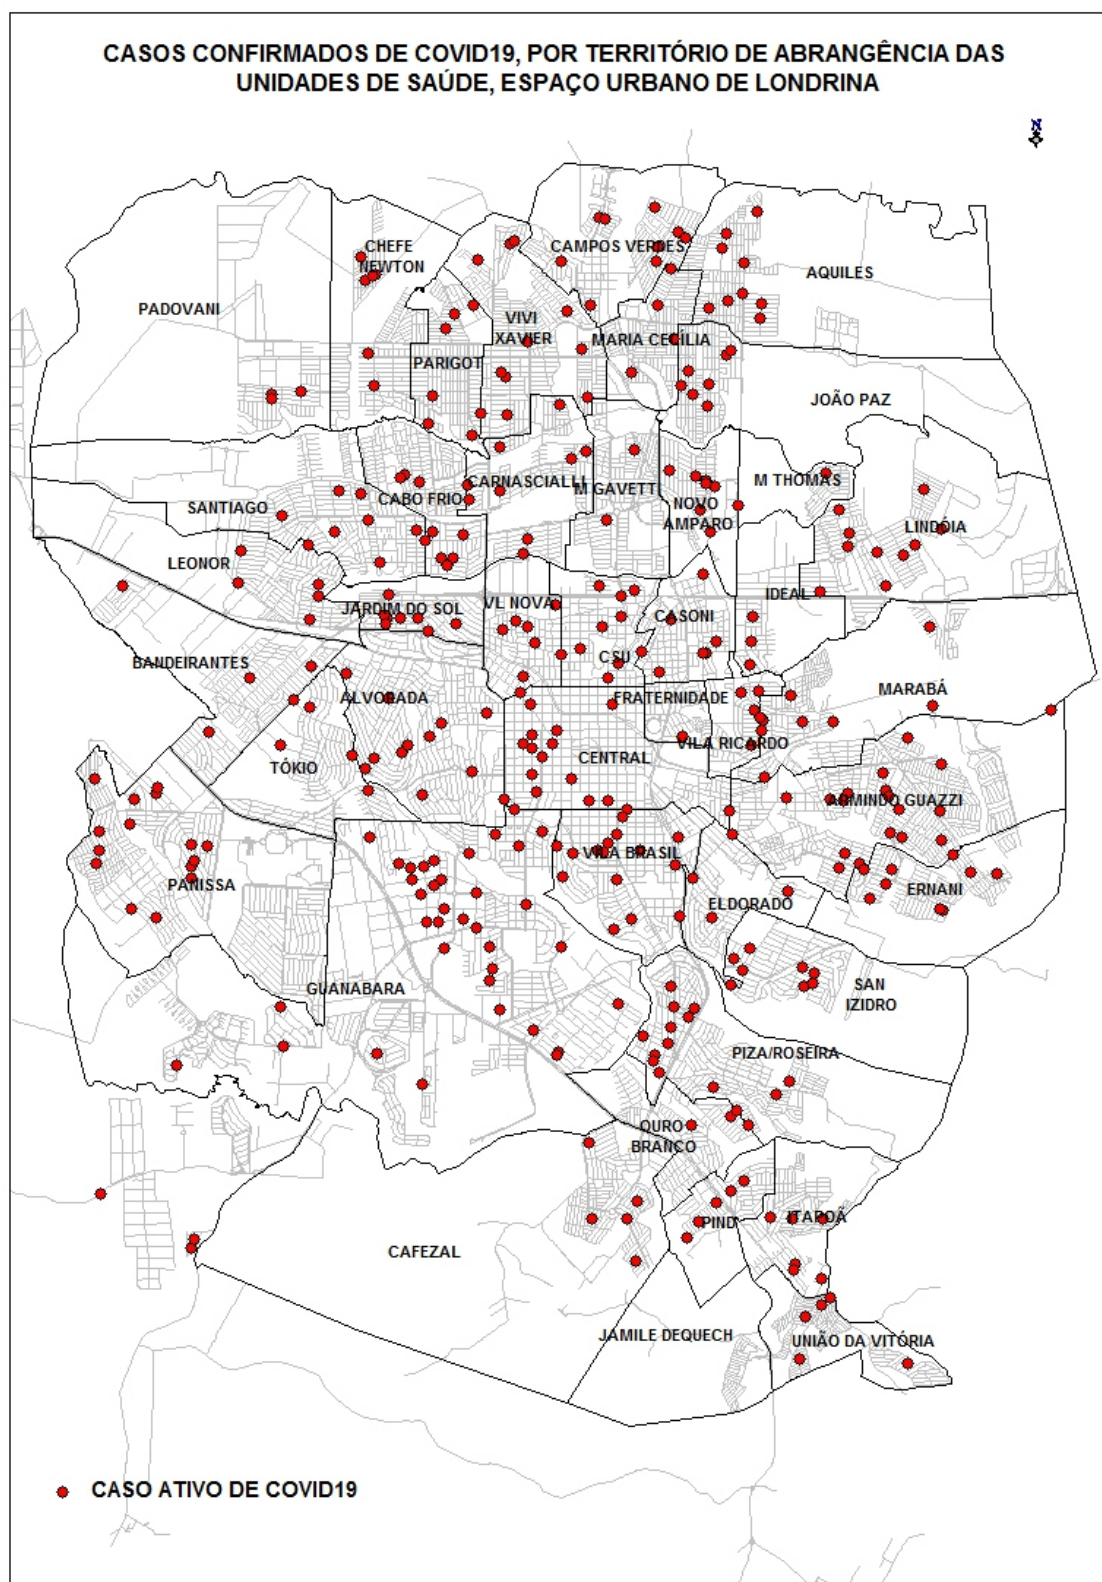 CASOS CONFIRMADOS DE COVID19, POR TERRITÓRIO DE ABRANGÊNCIA DAS
UNIDADES DE SAÚDE, ESPAÇO URBANO DE LONDRINA
N
CHEFE
NEWTON
CAMPOS VERDES
AQUILES
PADOVANI
VIVI
XAVIER
MARIA CECÍLIA
PARIGOT
JOÃO PAZ
M THOMAS
CARNASCIALLI
M GAVETTI
CABO FRIO
SANTIAGO
NOVO
AMPARO
LINDÓIA
LEONOR
IDEAL
JARDIM DO SOL
VL NOVA
CASONI
CSU
BANDEIRANTES
ALVORADA
FRATERNIDADE
MARABÁ
VILA RICARDO
CENTRAL
TÓKIO
ARMINDO GUAZZI
VILA BRASIL
PANISSA
ERNANI
ELDORADO
GUANABARA
SAN
IZIDRO
PIZA/ROSEIRA
OURO
BRANCO
PIND
ITAPOÃ
CAFEZAL
JAMILE DEQUECH
UNIÃO DA VITÓRIA
CASO ATIVO DE COVID19